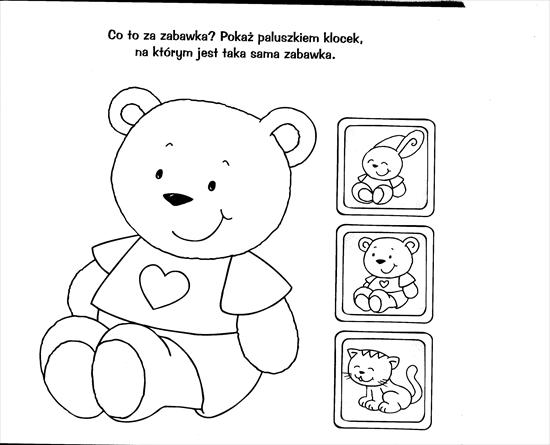 Co to za zabawka? Pokaż paluszkiem klocek,
na którym jest taka sama zabawka.